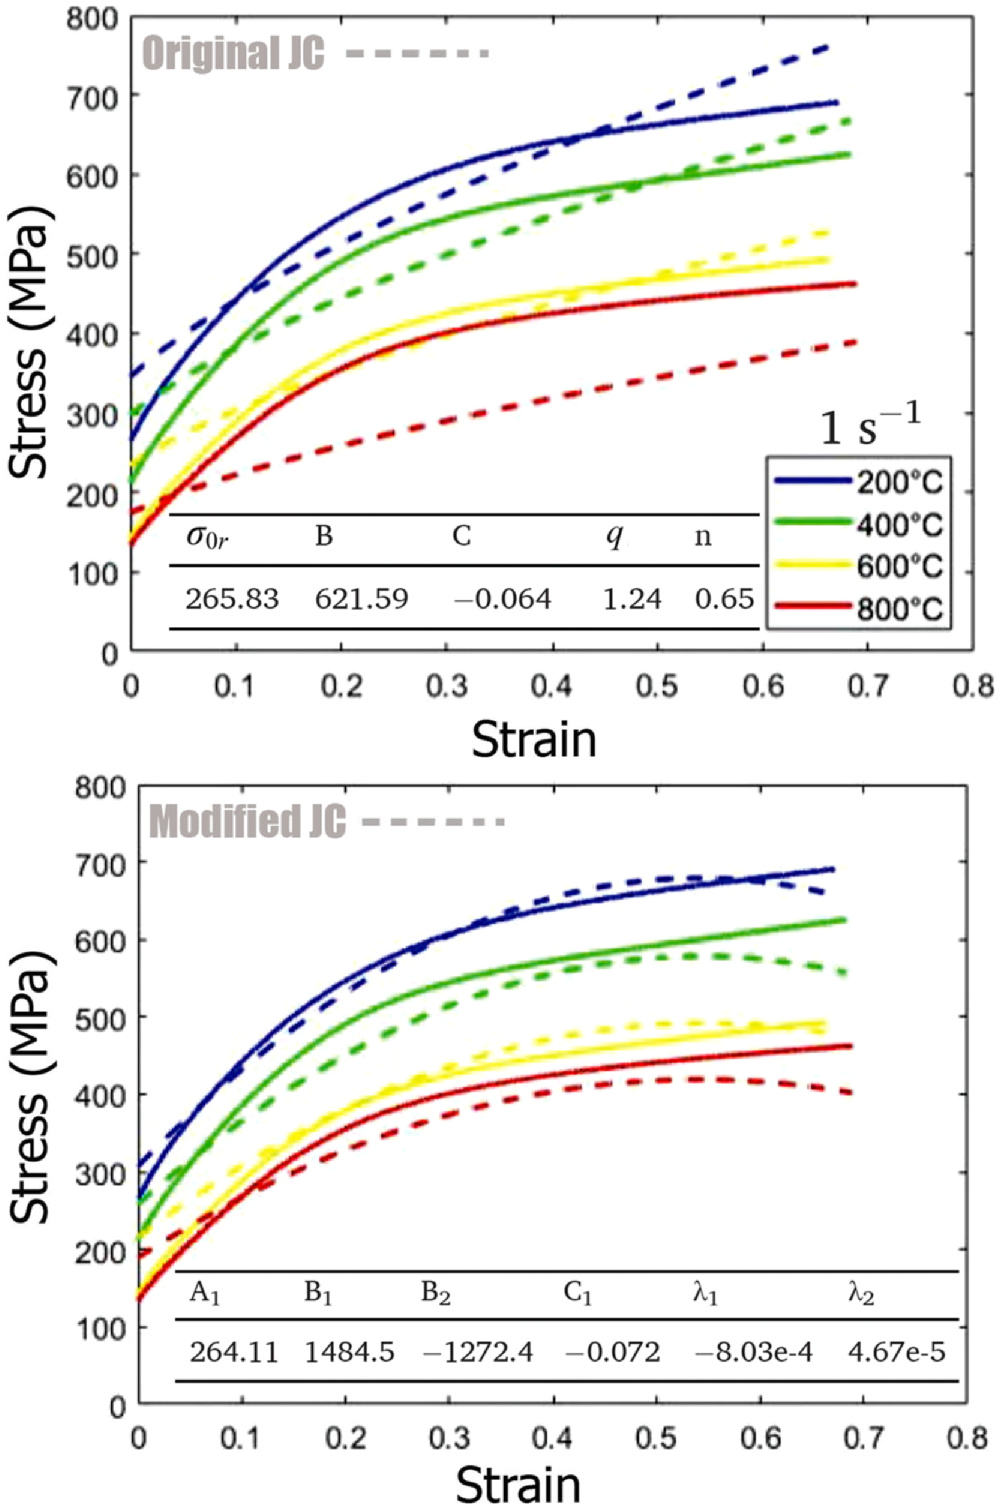 800
Original JC
700
600
500
400
300
200
100
0
Stress (MPa)
1 s⁻¹
200°C
400°C
600°C
800°C
σ₀ᵣ B C q n
265.83 621.59 −0.064 1.24 0.65
0 0.1 0.2 0.3 0.4 0.5 0.6 0.7 0.8
Strain
800
Modified JC
700
600
500
400
300
200
100
0
Stress (MPa)
A₁ B₁ B₂ C₁ λ₁ λ₂
264.11 1484.5 −1272.4 −0.072 −8.03e-4 4.67e-5
0 0.1 0.2 0.3 0.4 0.5 0.6 0.7 0.8
Strain